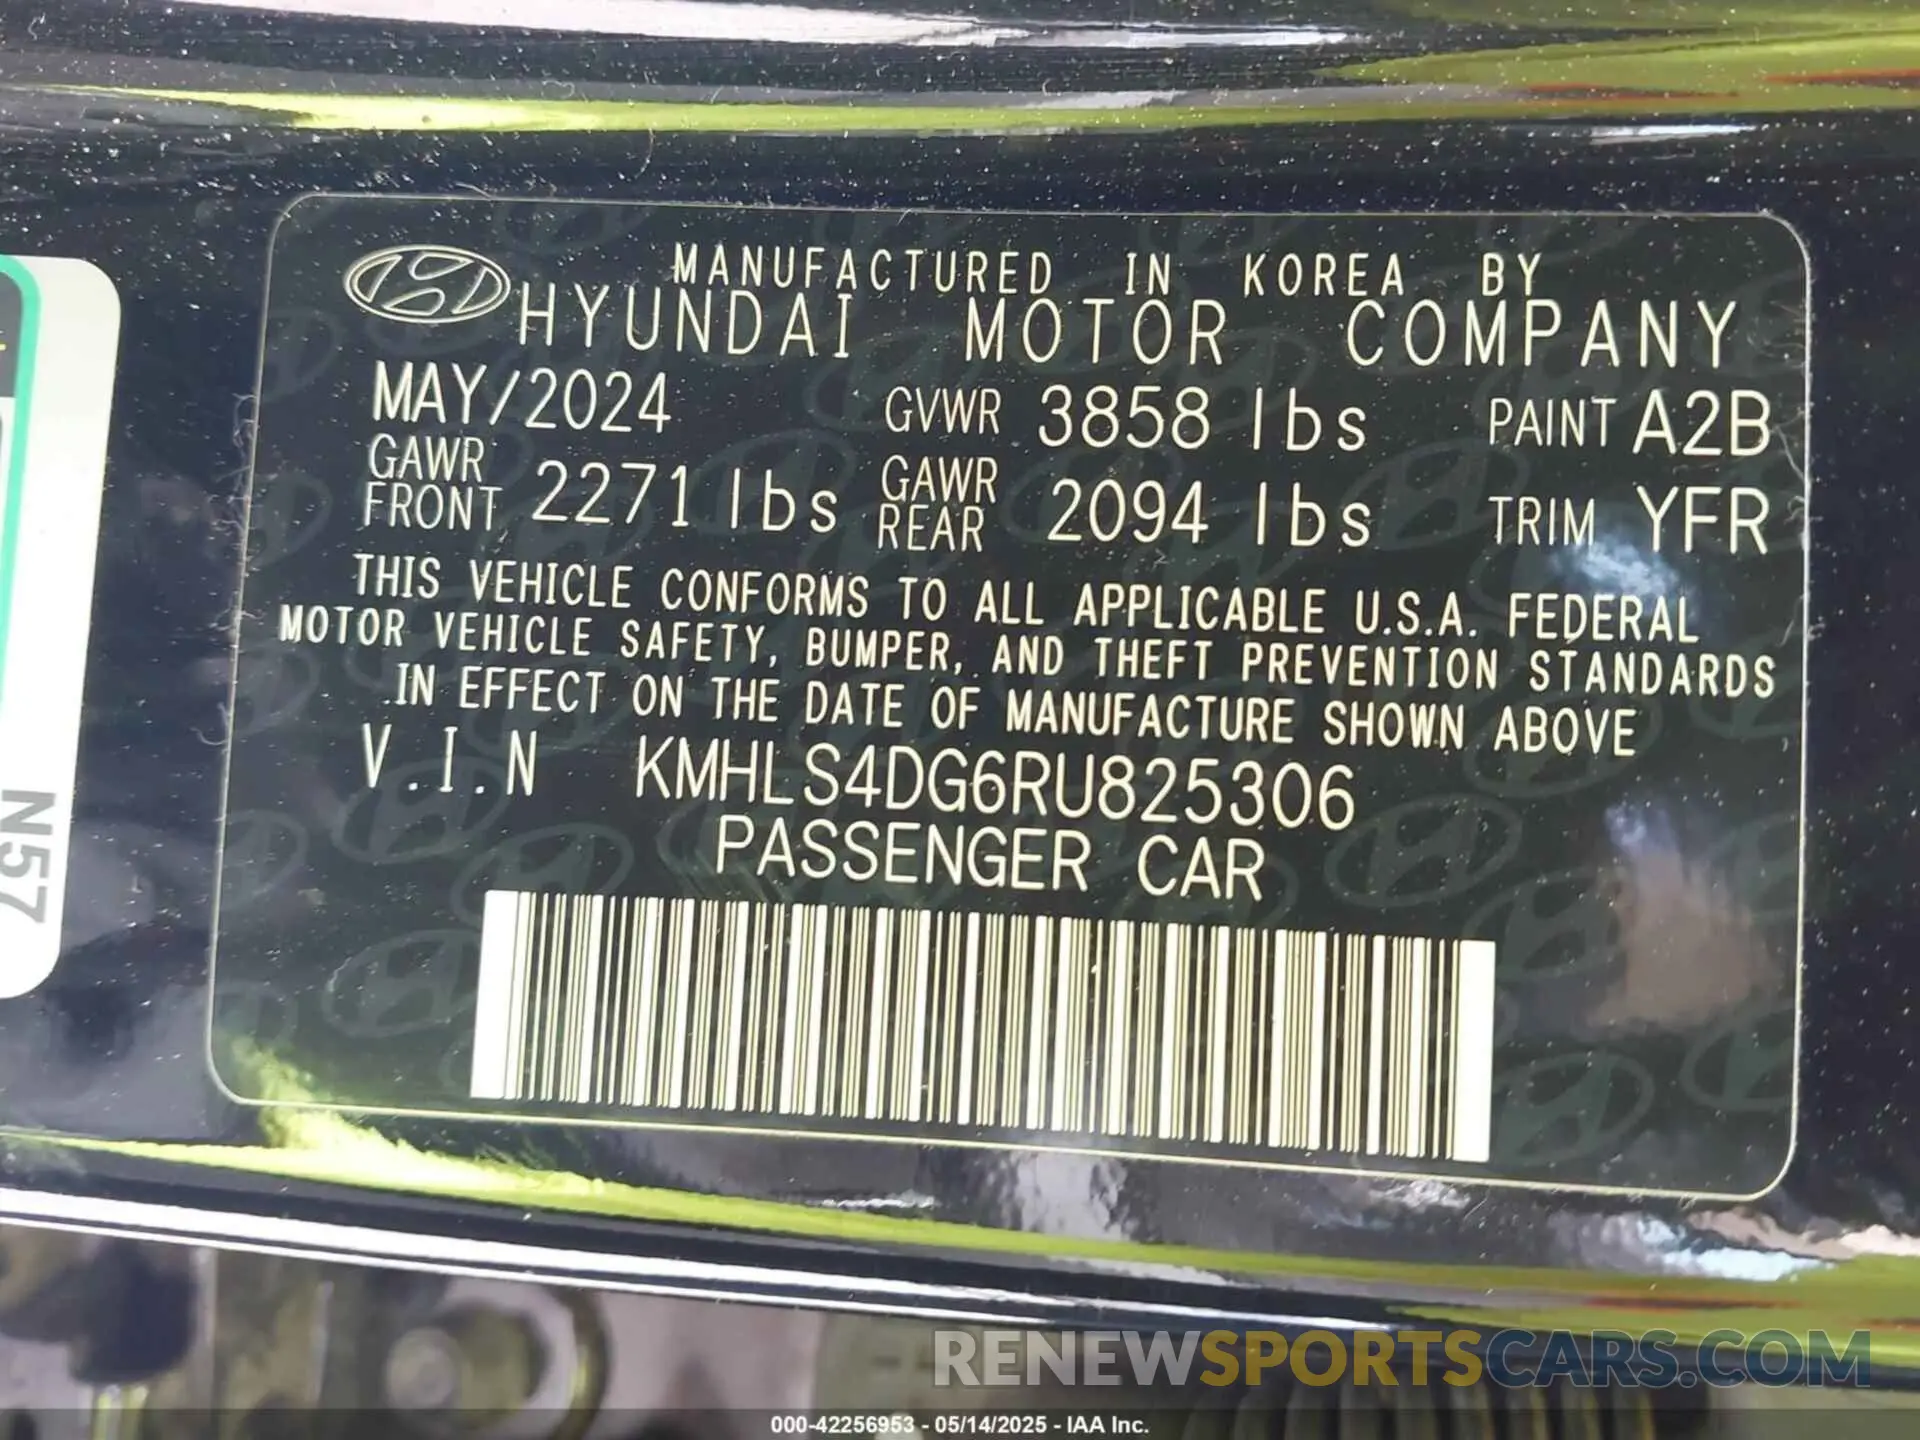 MANUFACTURED IN KOREA BY
HYUNDAI MOTOR COMPANY
MAY/2024 GVWR 3858 lbs PAINT A2B
GAWR FRONT 2271 lbs GAWR REAR 2094 lbs TRIM YFR
THIS VEHICLE CONFORMS TO ALL APPLICABLE U.S.A. FEDERAL
MOTOR VEHICLE SAFETY, BUMPER, AND THEFT PREVENTION STANDARDS
IN EFFECT ON THE DATE OF MANUFACTURE SHOWN ABOVE
V.I.N KMHLS4DG6RU825306
PASSENGER CAR
N57
RENEWSPORTSCARS.COM
000-42256953 - 05/14/2025 - IAA Inc.